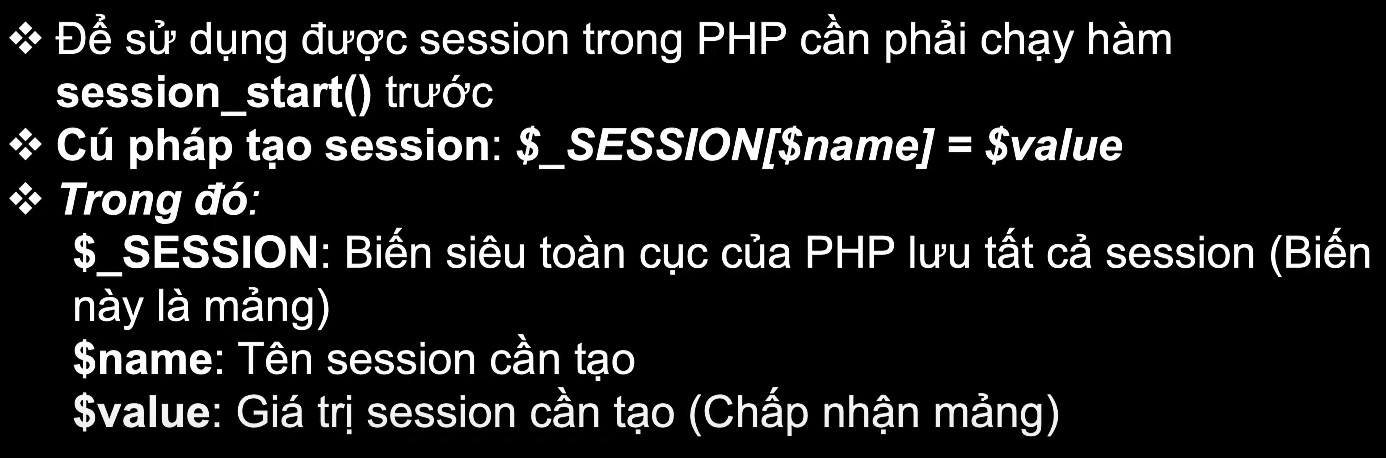 ❖ Để sử dụng được session trong PHP cần phải chạy hàm
session_start() trước
❖ Cú pháp tạo session: $_SESSION[$name] = $value
❖ Trong đó:
$_SESSION: Biến siêu toàn cục của PHP lưu tất cả session (Biến
này là mảng)
$name: Tên session cần tạo
$value: Giá trị session cần tạo (Chấp nhận mảng)